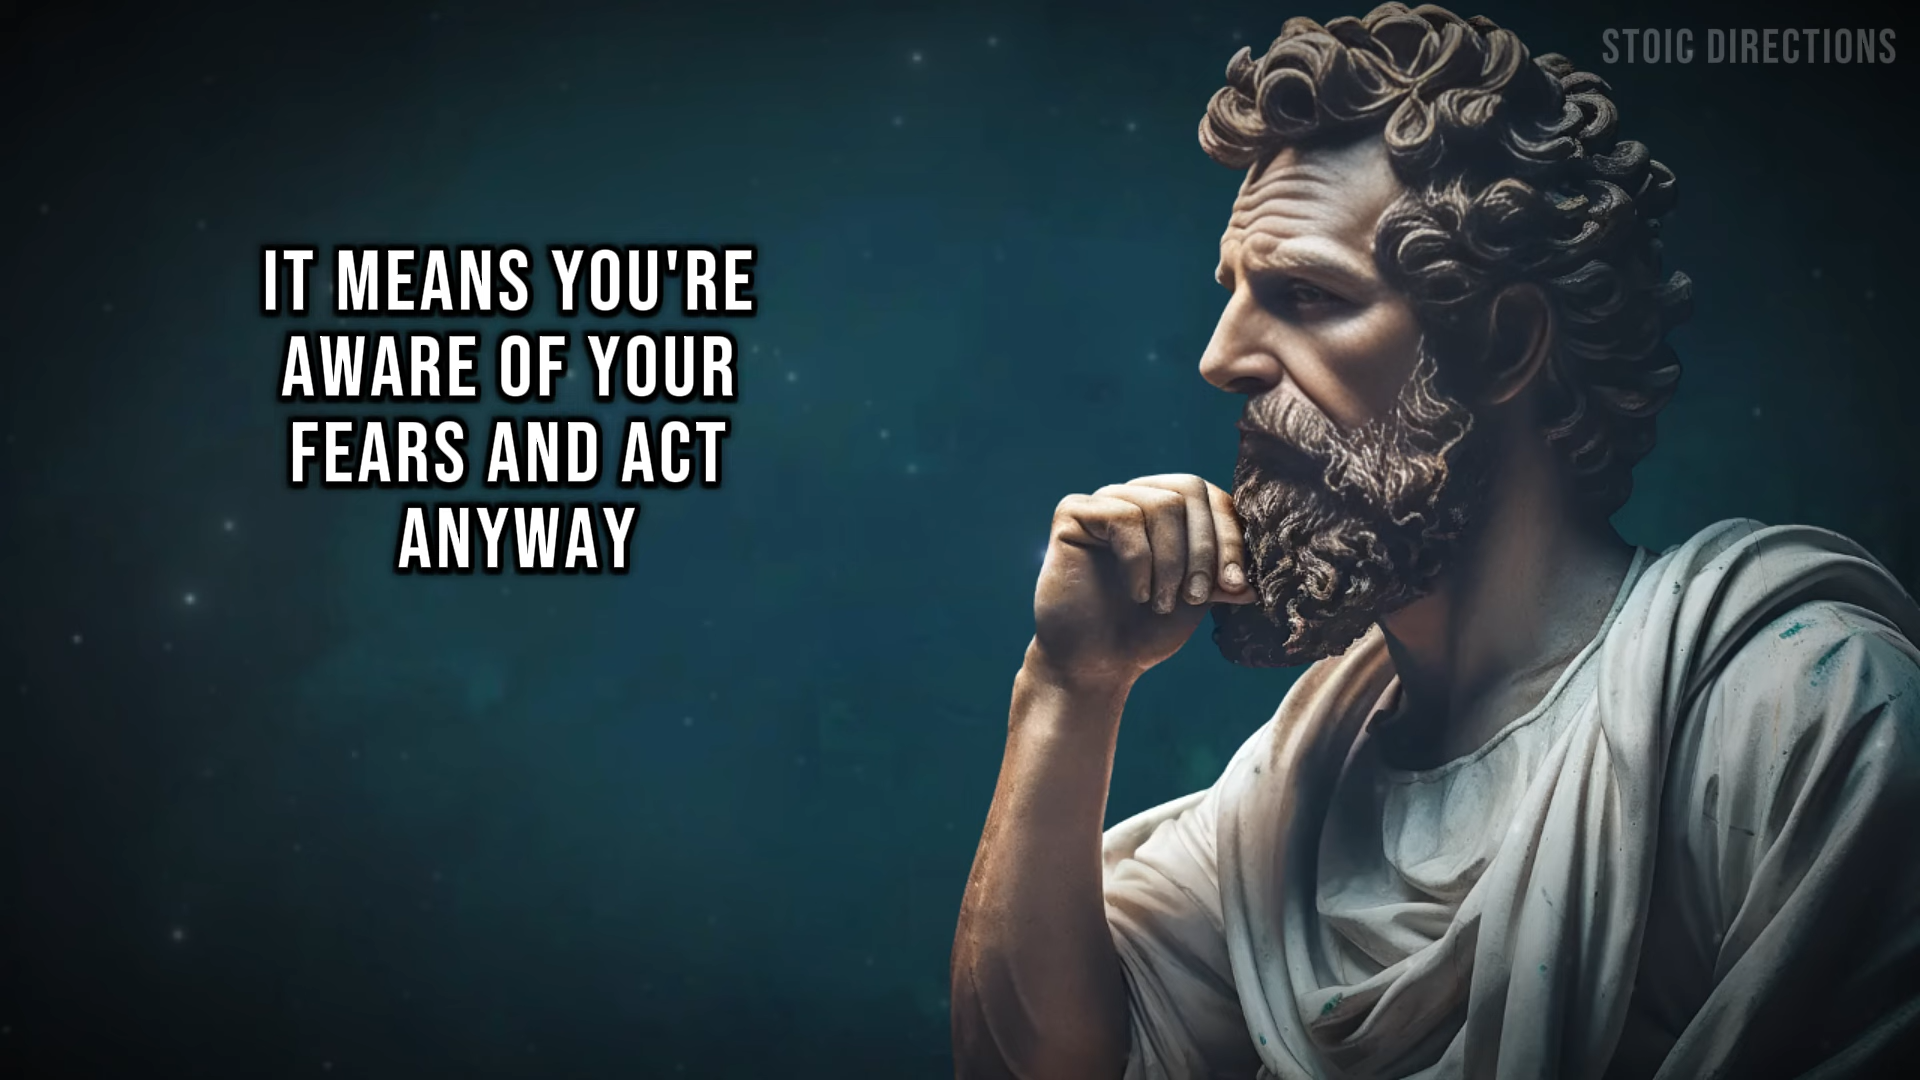 STOIC DIRECTIONS
IT MEANS YOU'RE
AWARE OF YOUR
FEARS AND ACT
ANYWAY